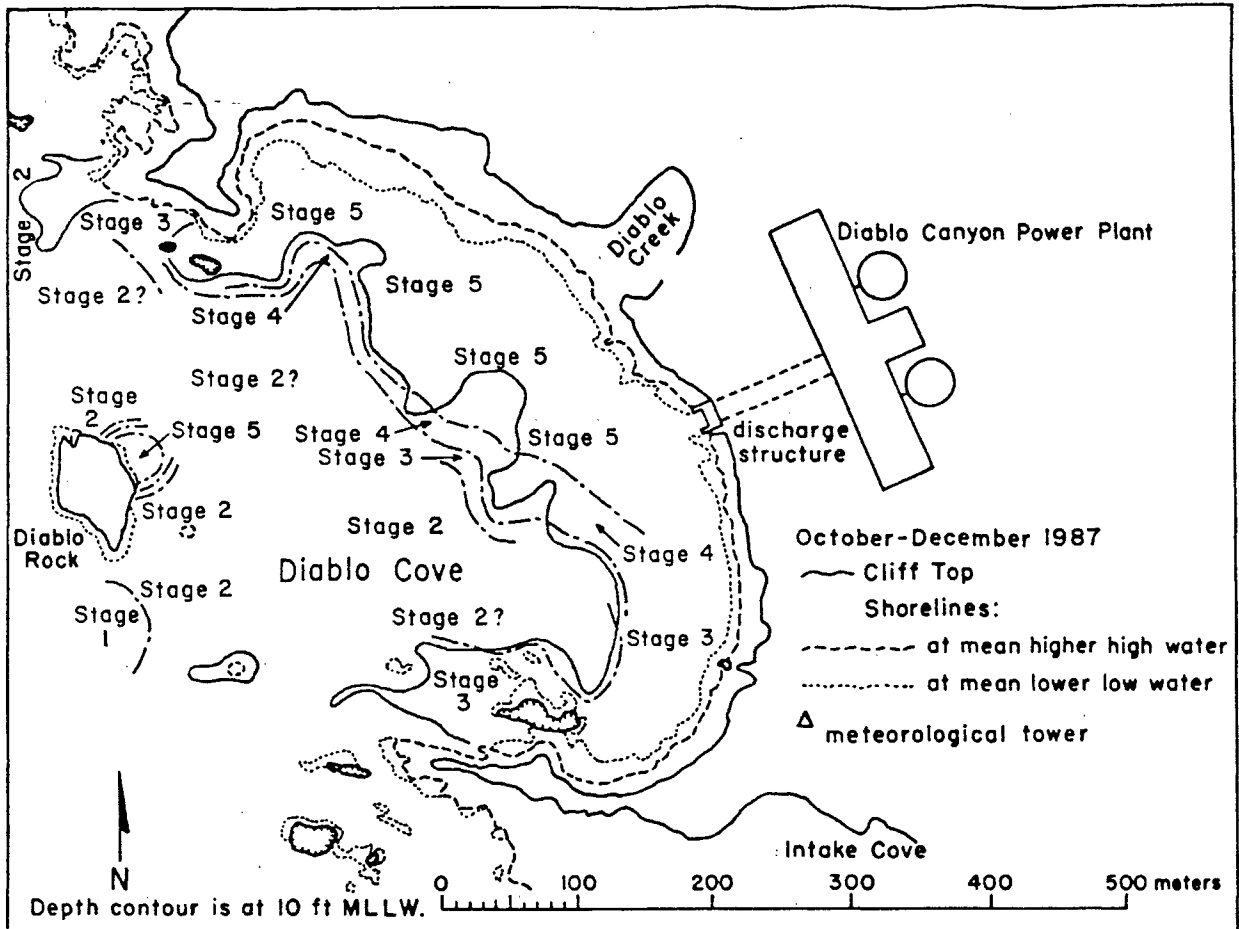 Stage 2
Stage 3
Stage 5
Diablo
Creek
Diablo Canyon Power Plant
Stage 2?
Stage 5
Stage 4
Stage 5
Stage 2?
Stage
2
Stage 5
Stage 4
Stage 5
Stage 3
discharge
structure
Stage 2
Stage 2
Diablo
Rock
Stage 4
October-December 1987
Diablo Cove
Cliff Top
Stage 2
Shorelines:
Stage
1
Stage 2?
Stage 3
at mean higher high water
Stage
3
at mean lower low water
meteorological tower
Intake Cove
N
0 100 200 300 400 500 meters
Depth contour is at 10 ft MLLW.